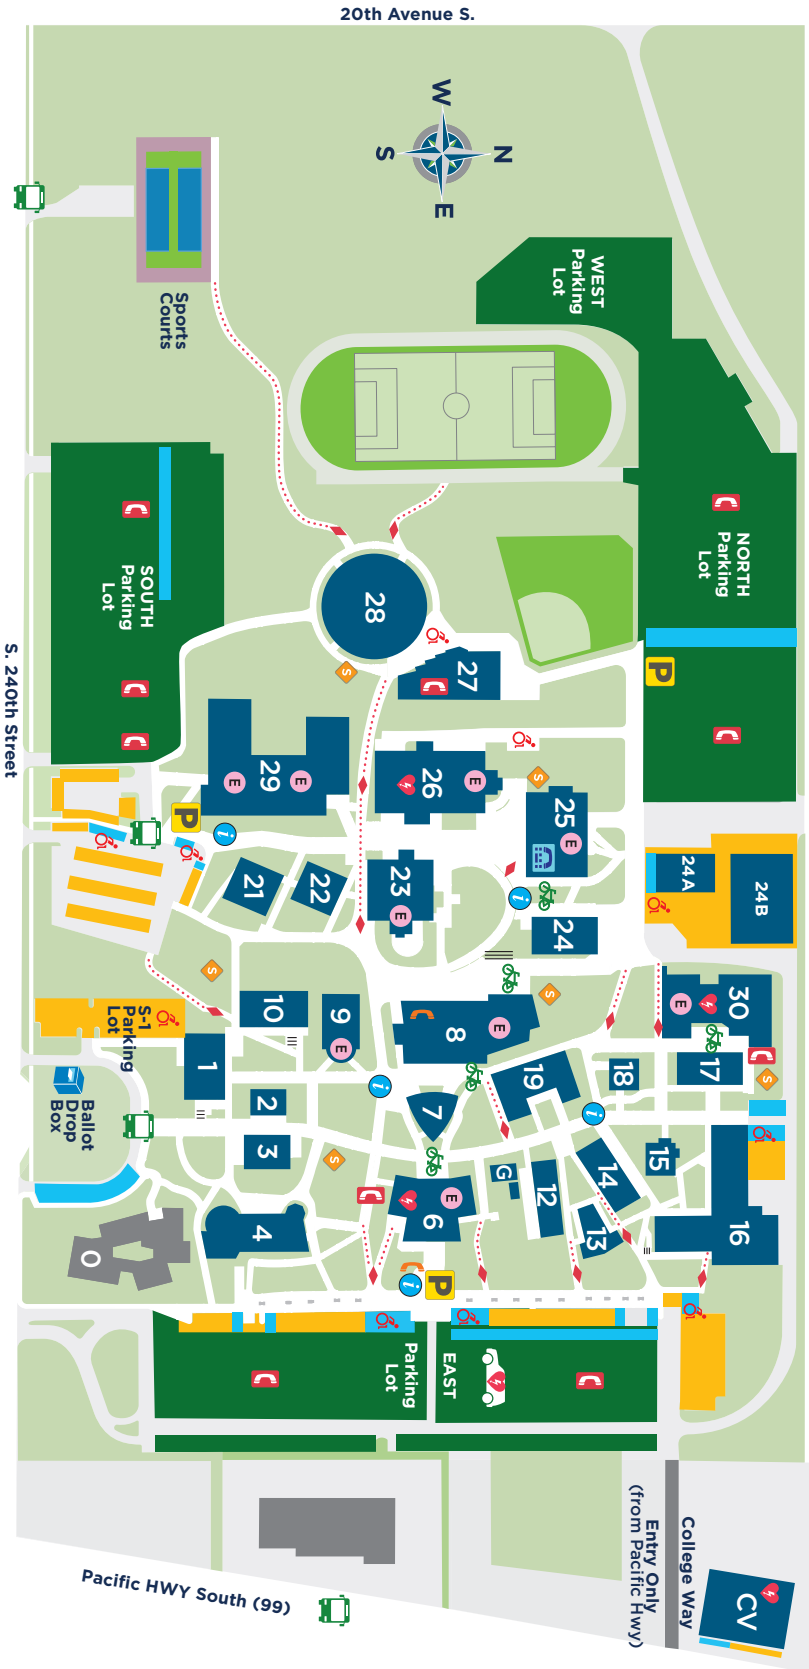 20th Avenue S.
W
N
S
E
WEST
Parking
Lot
Sports
Courts
NORTH
Parking
Lot
SOUTH
Parking
Lot
S. 240th Street
28
S
27
P
29
E
E
26
E
S
25
E
P
i
21
22
23
E
i
24
24A
24B
S
S
10
9
E
8
E
30
E
S-1
Parking
Lot
1
2
3
i
7
19
18
17
S
i
Ballot
Drop
Box
S
4
O
6
E
G
12
14
13
15
16
i
P
EAST
Parking
Lot
College Way
Entry Only
(from Pacific Hwy)
CV
Pacific HWY South (99)